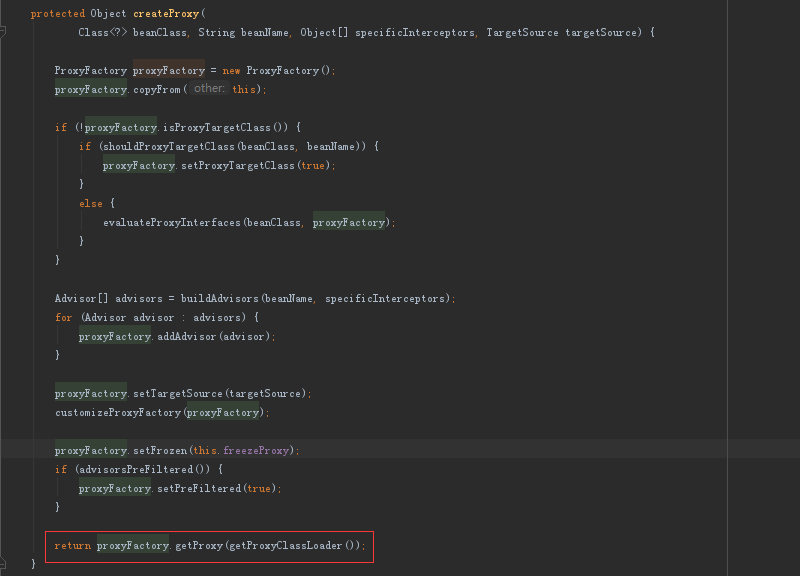 protected Object createProxy(
        Class<?> beanClass, String beanName, Object[] specificInterceptors, TargetSource targetSource) {
    ProxyFactory proxyFactory = new ProxyFactory();
    proxyFactory.copyFrom( other: this);
    if (!proxyFactory.isProxyTargetClass()) {
        if (shouldProxyTargetClass(beanClass, beanName)) {
            proxyFactory.setProxyTargetClass(true);
        }
        else {
            evaluateProxyInterfaces(beanClass, proxyFactory);
        }
    }
    Advisor[] advisors = buildAdvisors(beanName, specificInterceptors);
    for (Advisor advisor : advisors) {
        proxyFactory.addAdvisor(advisor);
    }
    proxyFactory.setTargetSource(targetSource);
    customizeProxyFactory(proxyFactory);
    proxyFactory.setFrozen(this.freezeProxy);
    if (advisorsPreFiltered()) {
        proxyFactory.setPreFiltered(true);
    }
    return proxyFactory.getProxy(getProxyClassLoader());
}